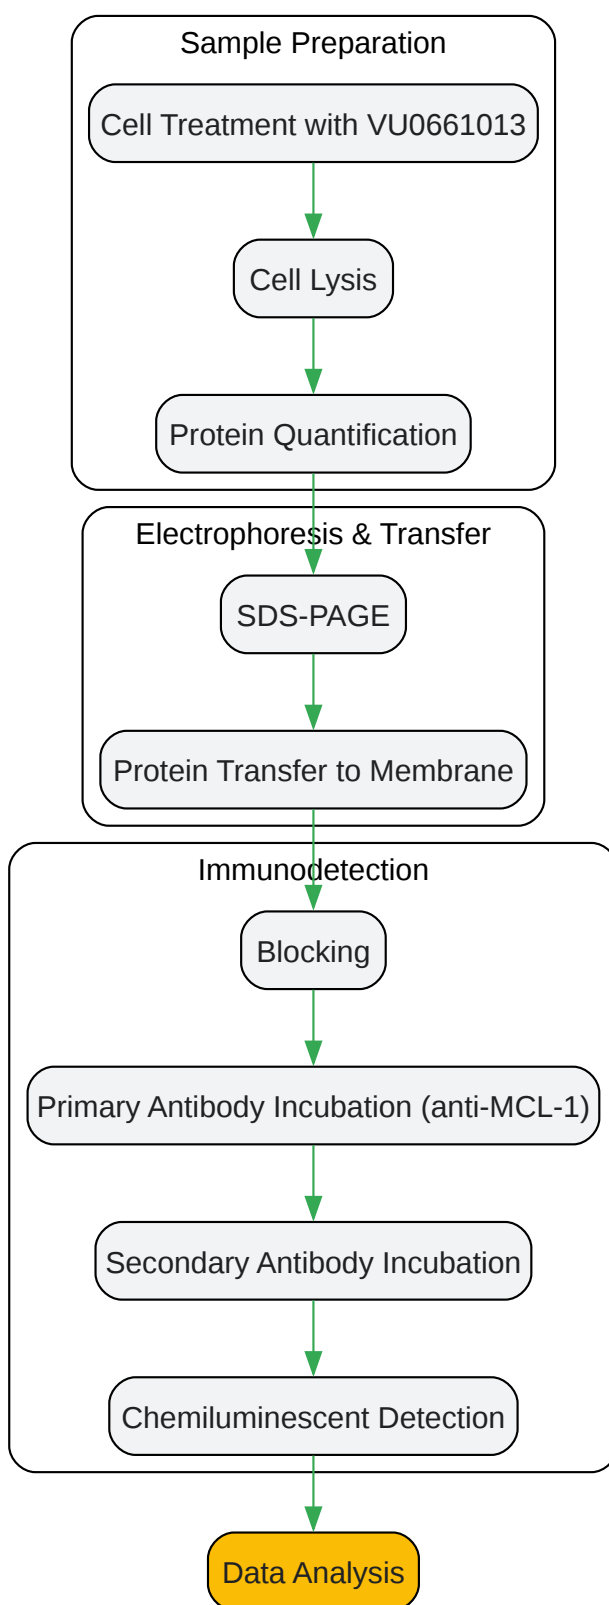 Sample Preparation
Cell Treatment with VU0661013
Cell Lysis
Protein Quantification
Electrophoresis & Transfer
SDS-PAGE
Protein Transfer to Membrane
Immunodetection
Blocking
Primary Antibody Incubation (anti-MCL-1)
Secondary Antibody Incubation
Chemiluminescent Detection
Data Analysis